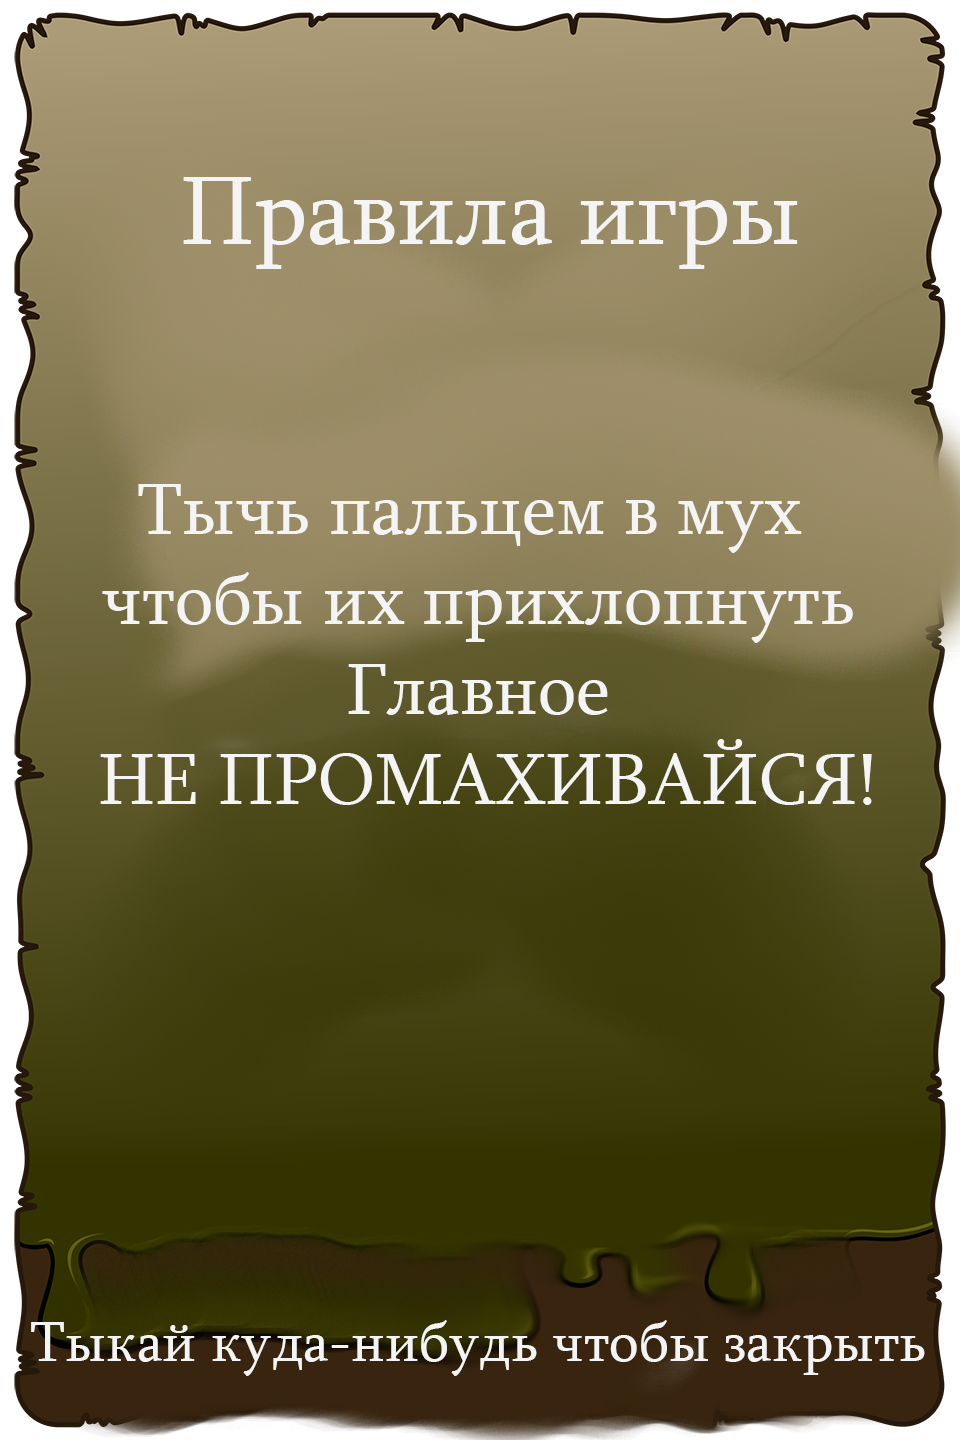 Правила игры
Тычь пальцем в мух
чтобы их прихлопнуть
Главное
НЕ ПРОМАХИВАЙСЯ!
Тыкай куда-нибудь чтобы закрыть